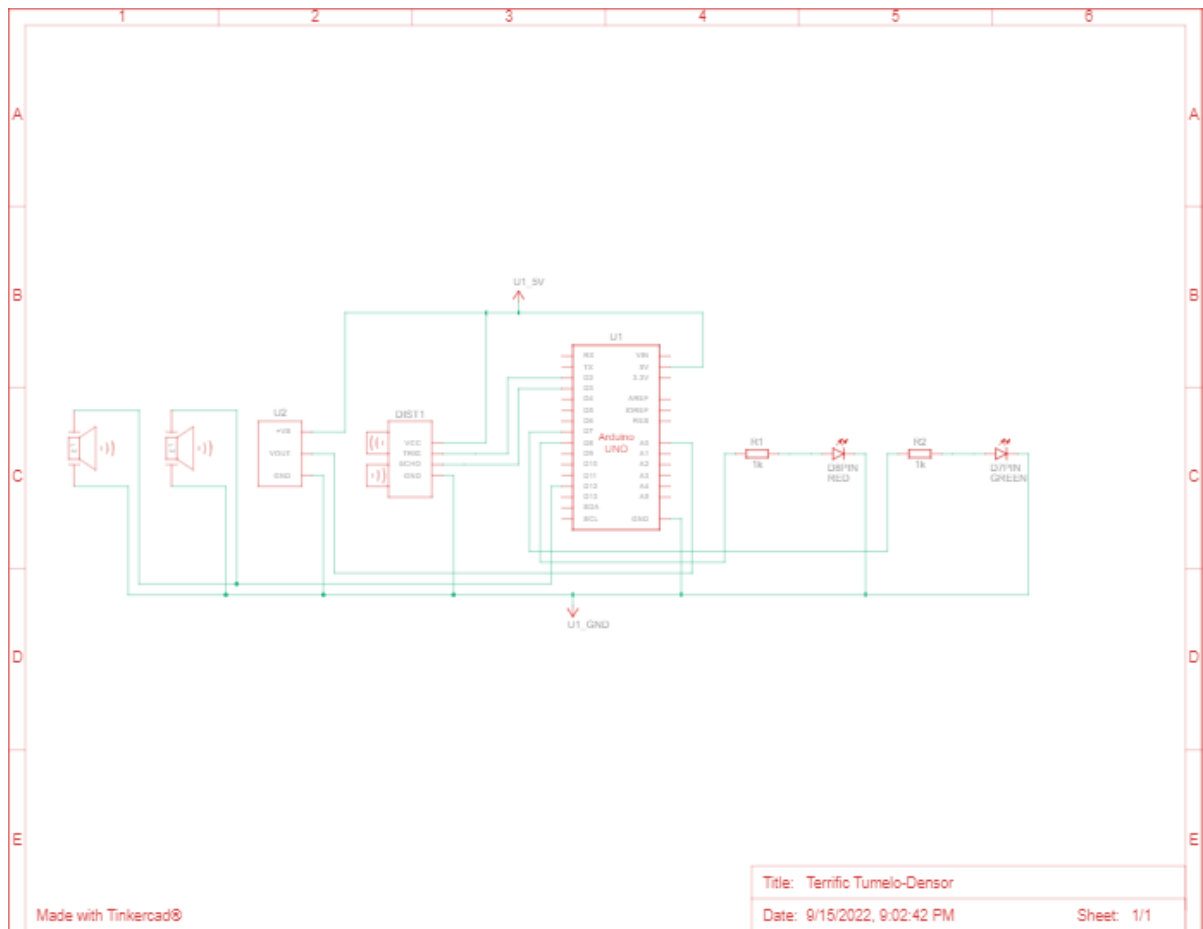 1 2 3 4 5 6
A A
B B
C C
D D
E E
U1_5V
U1
RX VIN
TX 5V
D2 3.3V
D3
AREF
IOREF
RES
D7
D8 A0
D9 A1
D10 A2
D11 A3
D12 A4
D13 A5
SDA
SCL GND
Arduino
UNO
U2
+VS
VOUT
GND
DIST1
VCC
TRIG
ECHO
GND
R1
1k
D8PIN
RED
R2
1k
D7PIN
GREEN
U1_GND
Title: Terrific Tumelo-Densor
Date: 9/15/2022, 9:02:42 PM Sheet: 1/1
Made with Tinkercad®